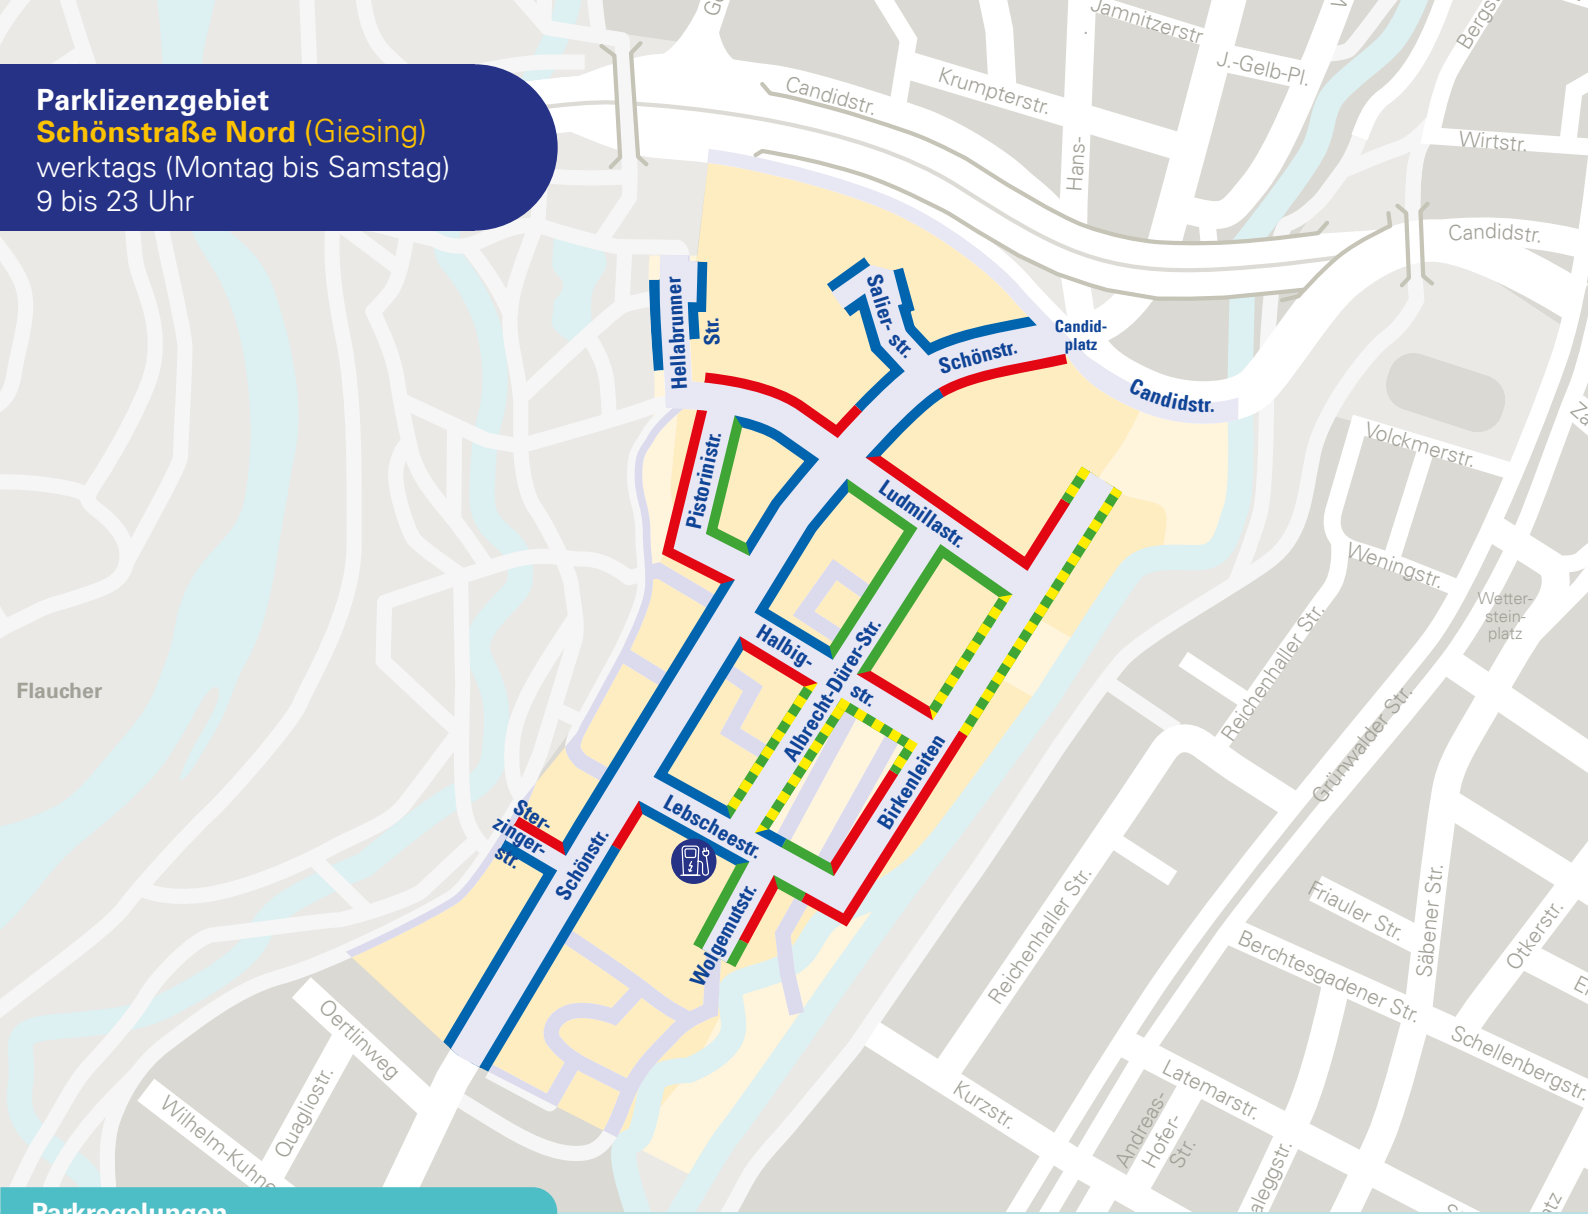 Parklizenzgebiet
Schönstraße Nord (Giesing)
werktags (Montag bis Samstag)
9 bis 23 Uhr
Candidstr.
Krumpterstr.
Jamnitzerstr.
J.-Gelb-Pl.
Hans-
Wirtstr.
Candidstr.
Hellabrunner
Str.
Salier- str.
Schönstr.
Candid-
platz
Candidstr.
Volckmerstr.
Pistorinistr.
Ludmillastr.
Weningstr.
Wetter-
stein-
platz
Reichenhaller Str.
Grünwalder Str.
Halbig-
str.
Albrecht-Dürer-Str.
Birkenleiten
Flaucher
Ster-
zinger-
str.
Schönstr.
Lebscheestr.
Wolgemutstr.
Reichenhaller Str.
Friauler Str.
Säbener Str.
Otkerstr.
Berchtesgadener Str.
Schellenbergstr.
Oertlinweg
Quagliostr.
Wilhelm-Kuhne
Kurzstr.
Latemarstr.
Andreas-
Hofer-
Str.
aleggstr.
Parkregelungen